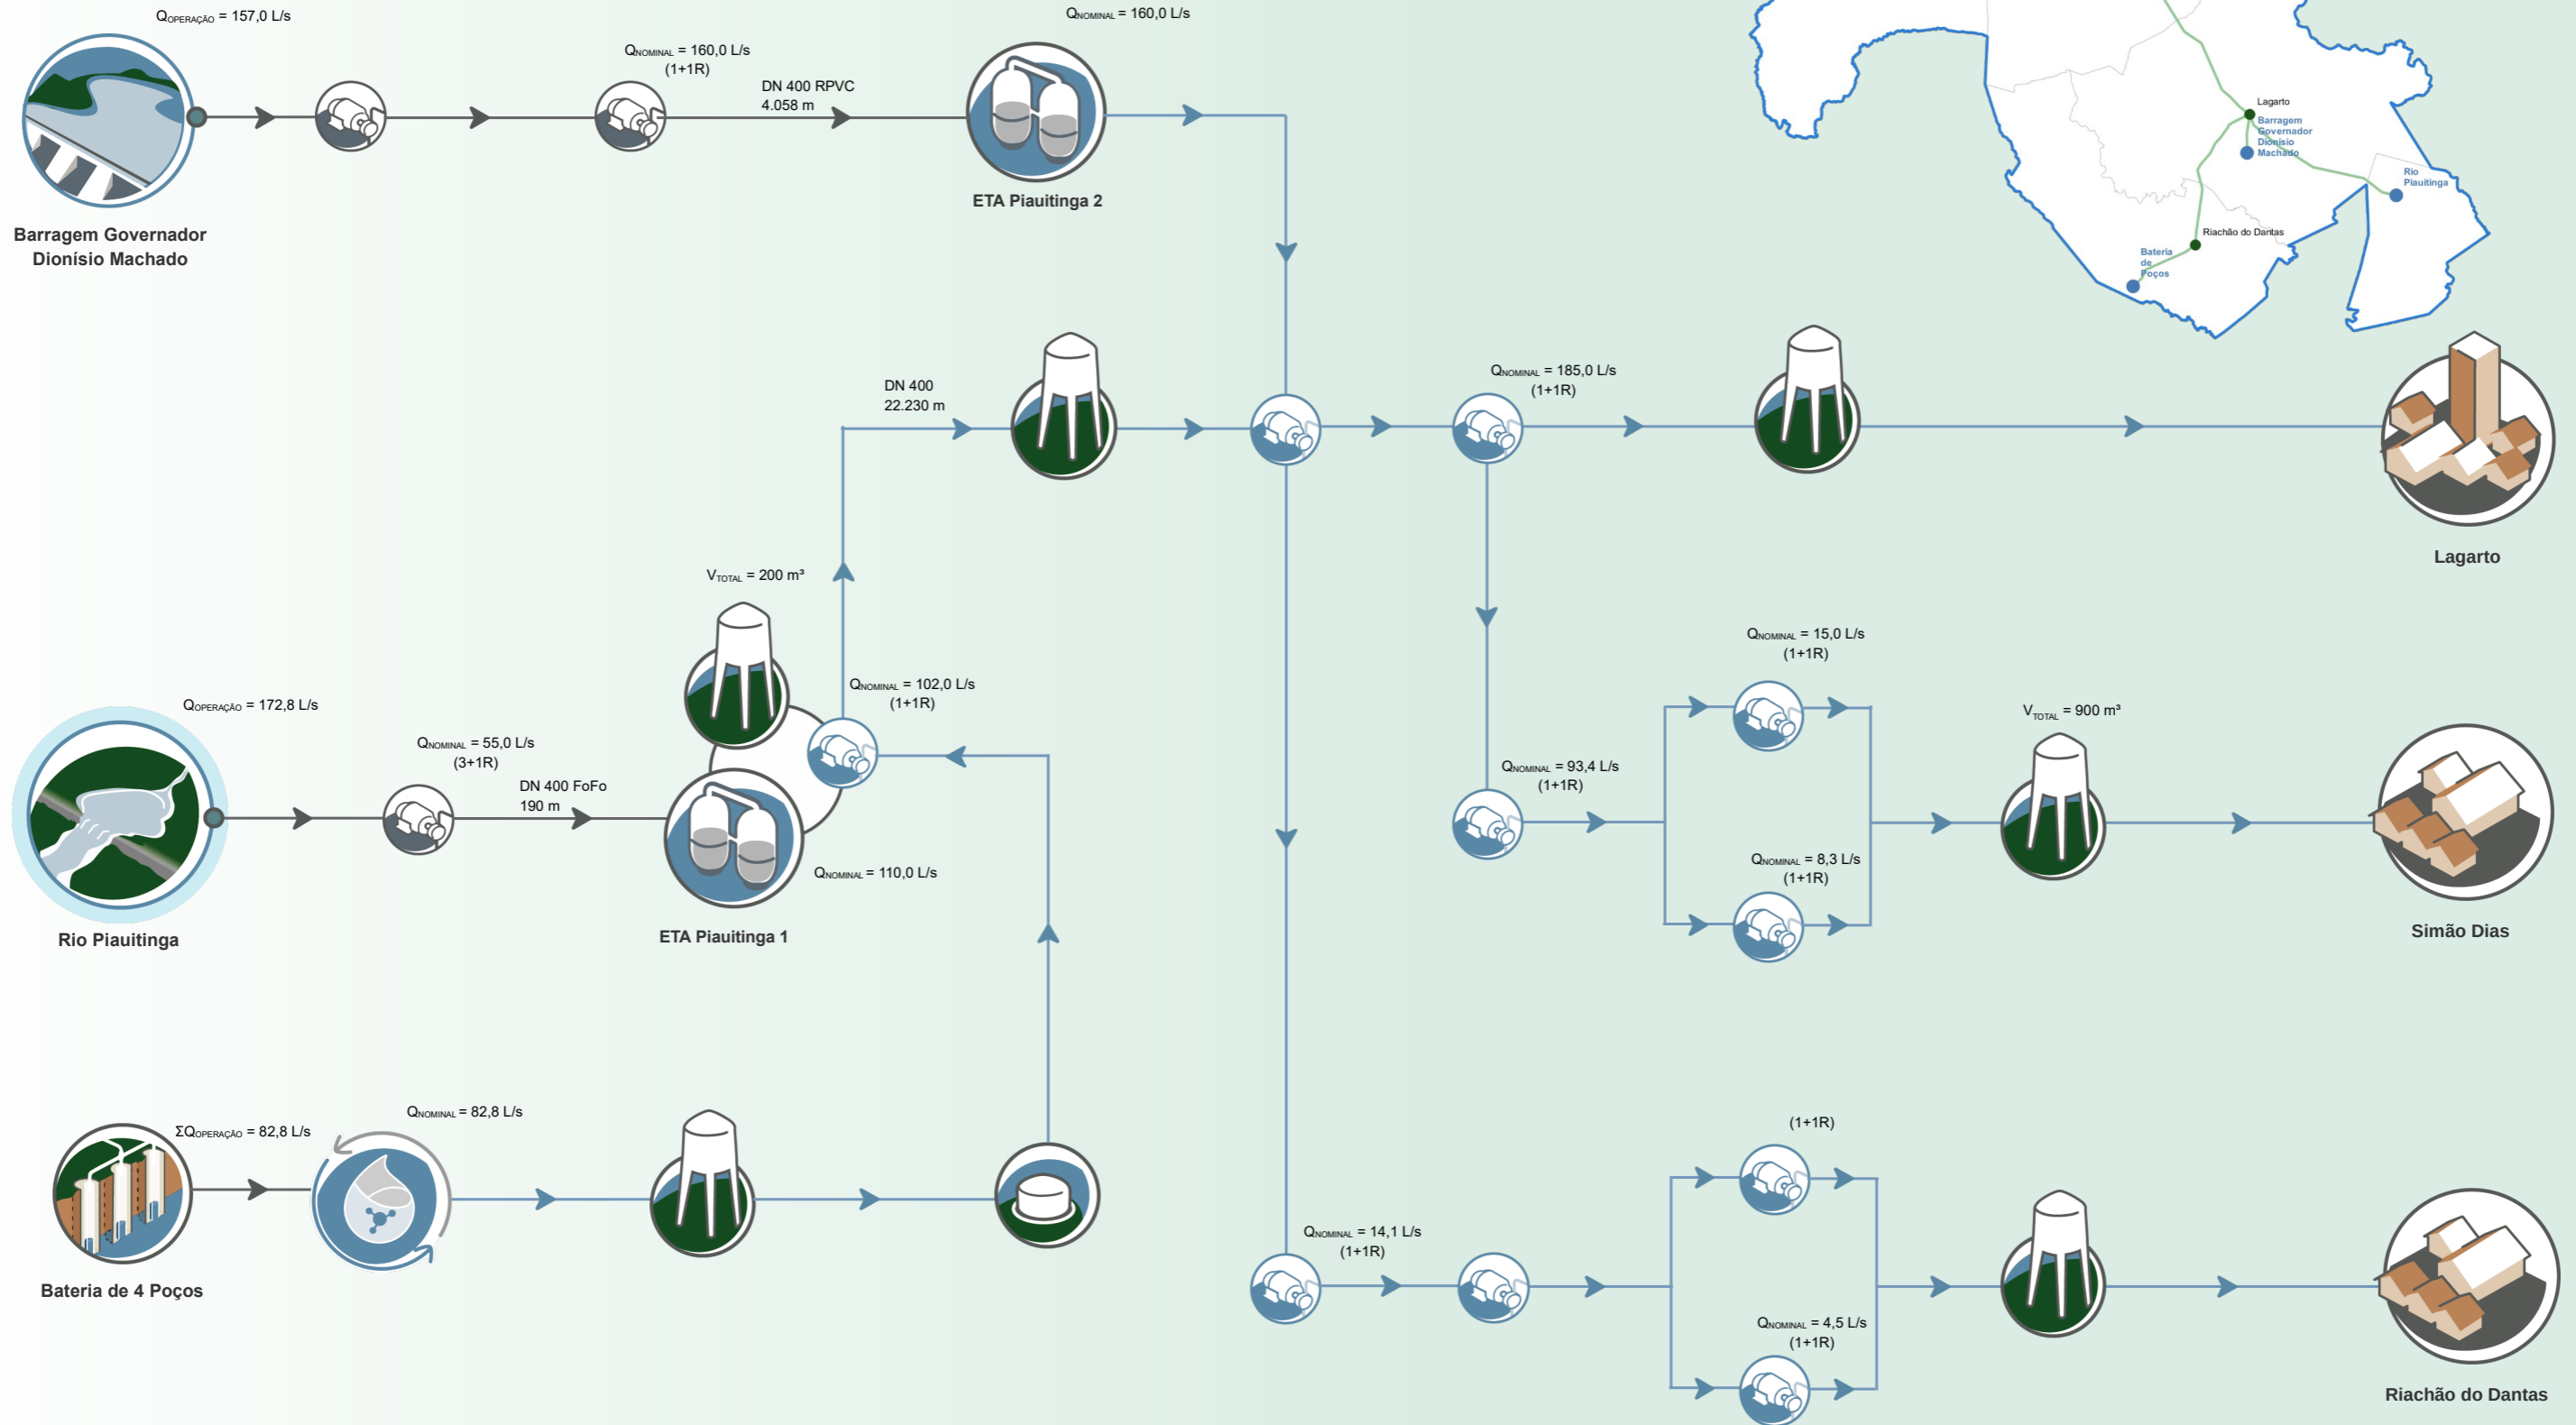 QOPERAÇÃO = 157,0 L/s
QNOMINAL = 160,0 L/s
(1+1R)
DN 400 RPVC
4.058 m
QNOMINAL = 160,0 L/s
ETA Piauitinga 2
Barragem Governador
Dionísio Machado
Lagarto
Barragem
Governador
Dionísio
Machado
Rio
Piauitinga
Riachão do Dantas
Bateria
de
Poços
DN 400
22.230 m
QNOMINAL = 185,0 L/s
(1+1R)
Lagarto
VTOTAL = 200 m³
QNOMINAL = 102,0 L/s
(1+1R)
QOPERAÇÃO = 172,8 L/s
QNOMINAL = 55,0 L/s
(3+1R)
DN 400 FoFo
190 m
QNOMINAL = 110,0 L/s
Rio Piauitinga
ETA Piauitinga 1
QNOMINAL = 15,0 L/s
(1+1R)
QNOMINAL = 93,4 L/s
(1+1R)
QNOMINAL = 8,3 L/s
(1+1R)
VTOTAL = 900 m³
Simão Dias
ΣQOPERAÇÃO = 82,8 L/s
QNOMINAL = 82,8 L/s
Bateria de 4 Poços
(1+1R)
QNOMINAL = 14,1 L/s
(1+1R)
QNOMINAL = 4,5 L/s
(1+1R)
Riachão do Dantas